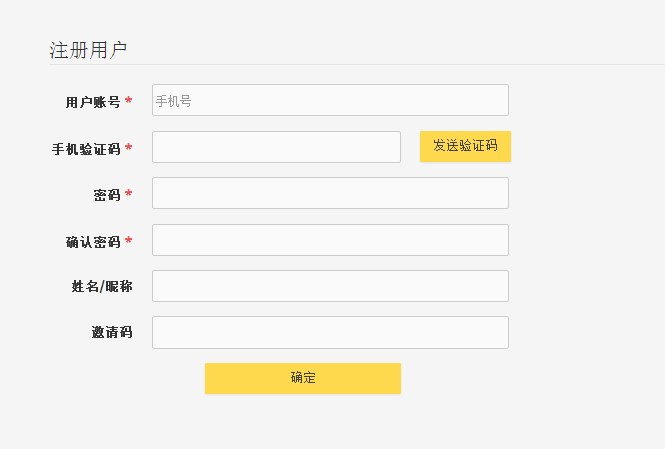 注册用户
用户账号 * 手机号
手机验证码 * 发送验证码
密码 *
确认密码 *
姓名/昵称
邀请码
确定